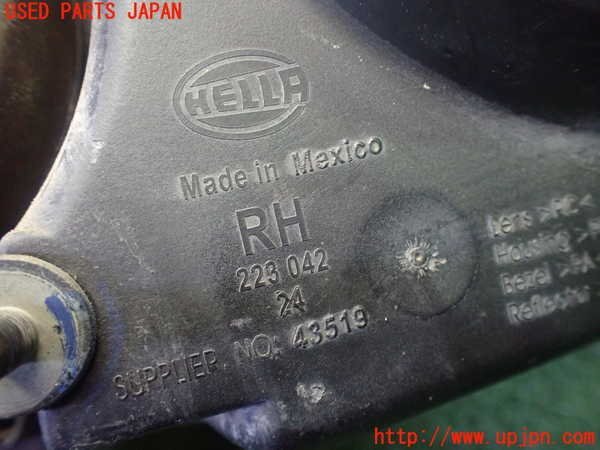 USED PARTS JAPAN
HELLA
Made in Mexico
RH
223 042
24
SUPPLIER NO. 43519
Lens >
Housing >
Bezel >
Reflector
http://www.upjpn.com/